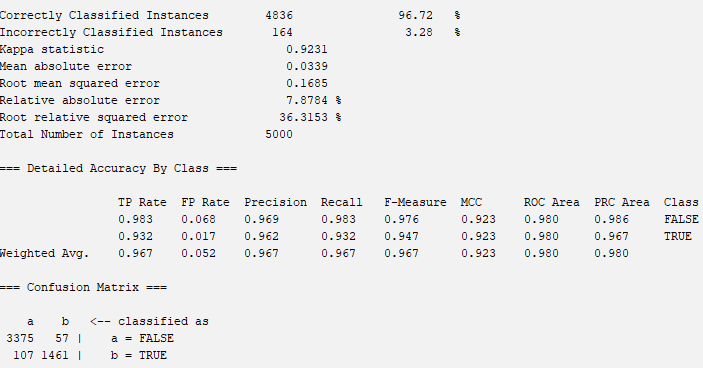 Correctly Classified Instances 4836 96.72 %
Incorrectly Classified Instances 164 3.28 %
Kappa statistic 0.9231
Mean absolute error 0.0339
Root mean squared error 0.1685
Relative absolute error 7.8784 %
Root relative squared error 36.3153 %
Total Number of Instances 5000
=== Detailed Accuracy By Class ===
TP Rate FP Rate Precision Recall F-Measure MCC ROC Area PRC Area Class
0.983 0.068 0.969 0.983 0.976 0.923 0.980 0.986 FALSE
0.932 0.017 0.962 0.932 0.947 0.923 0.980 0.967 TRUE
Weighted Avg. 0.967 0.052 0.967 0.967 0.967 0.923 0.980 0.980
=== Confusion Matrix ===
a b <-- classified as
3375 57 | a = FALSE
107 1461 | b = TRUE